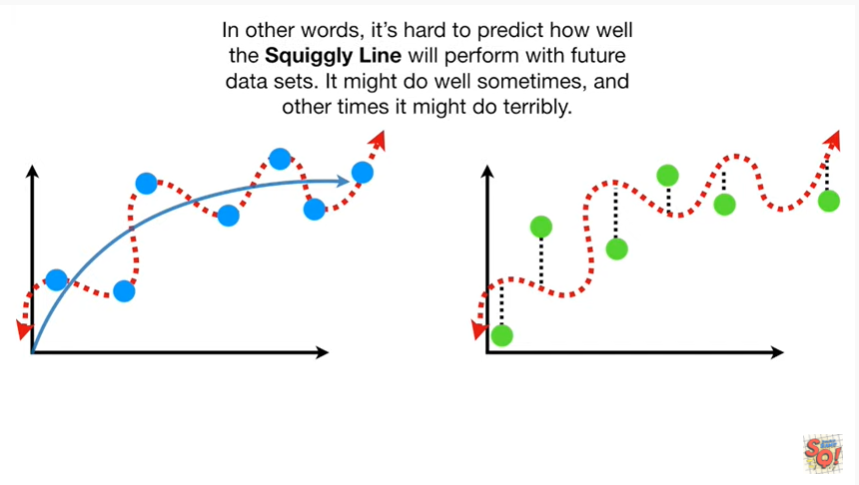 In other words, it’s hard to predict how well
the Squiggly Line will perform with future
data sets. It might do well sometimes, and
other times it might do terribly.
SQ!